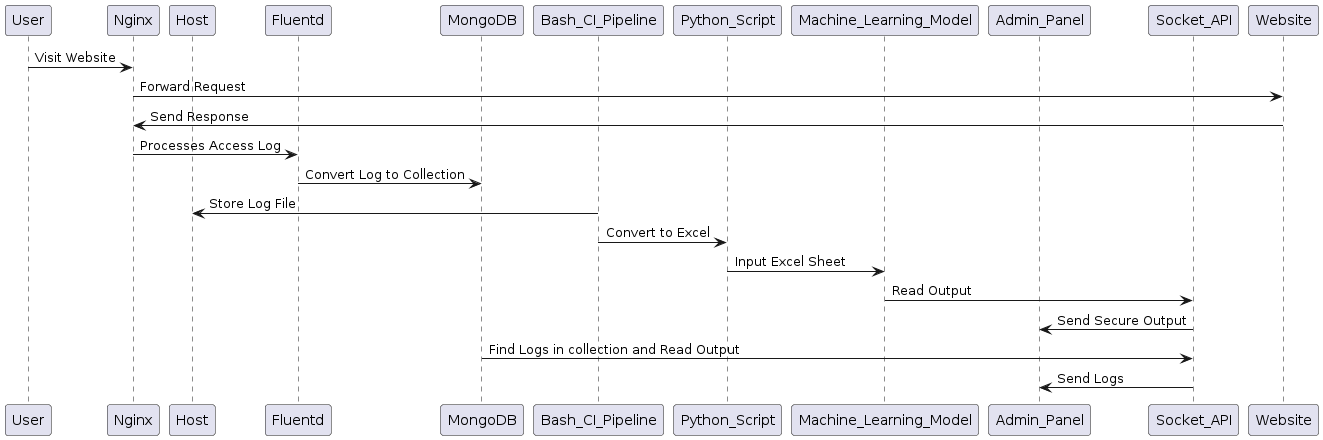 User Nginx Host Fluentd MongoDB Bash_CI_Pipeline Python_Script Machine_Learning_Model Admin_Panel Socket_API Website
Visit Website
Forward Request
Send Response
Processes Access Log
Convert Log to Collection
Store Log File
Convert to Excel
Input Excel Sheet
Read Output
Send Secure Output
Find Logs in collection and Read Output
Send Logs
User Nginx Host Fluentd MongoDB Bash_CI_Pipeline Python_Script Machine_Learning_Model Admin_Panel Socket_API Website